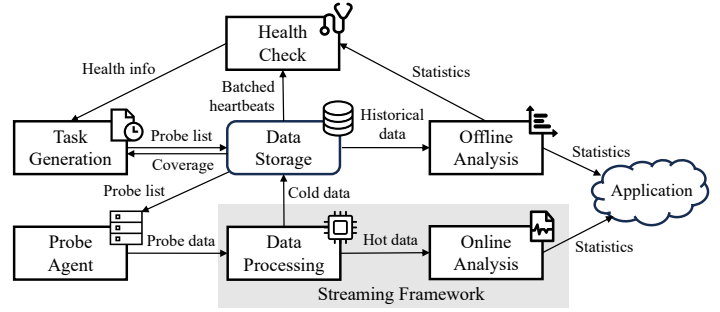 Health
Check
Health info
Statistics
Batched
heartbeats
Task
Generation
Probe list
Coverage
Data
Storage
Historical
data
Offline
Analysis
Statistics
Application
Probe list
Cold data
Probe
Agent
Probe data
Data
Processing
Hot data
Online
Analysis
Statistics
Streaming Framework